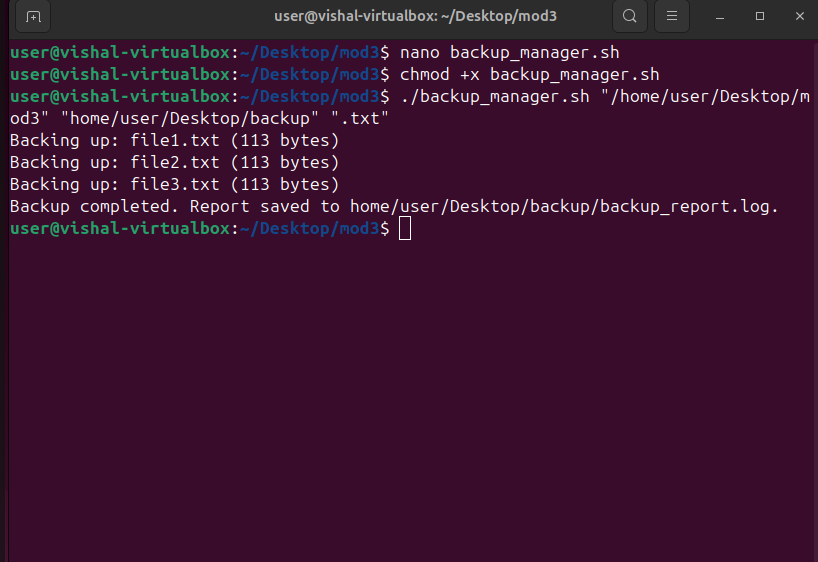 user@vishal-virtualbox: ~/Desktop/mod3
user@vishal-virtualbox:~/Desktop/mod3$ nano backup_manager.sh
user@vishal-virtualbox:~/Desktop/mod3$ chmod +x backup_manager.sh
user@vishal-virtualbox:~/Desktop/mod3$ ./backup_manager.sh "/home/user/Desktop/m
od3" "home/user/Desktop/backup" ".txt"
Backing up: file1.txt (113 bytes)
Backing up: file2.txt (113 bytes)
Backing up: file3.txt (113 bytes)
Backup completed. Report saved to home/user/Desktop/backup/backup_report.log.
user@vishal-virtualbox:~/Desktop/mod3$